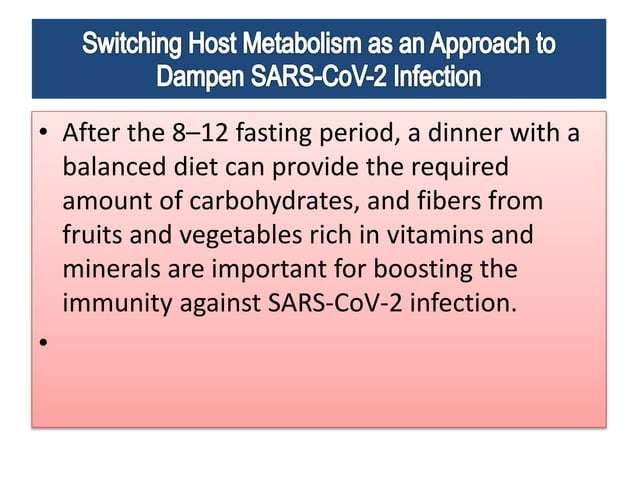 Switching Host Metabolism as an Approach to
Dampen SARS-CoV-2 Infection
• After the 8–12 fasting period, a dinner with a
balanced diet can provide the required
amount of carbohydrates, and fibers from
fruits and vegetables rich in vitamins and
minerals are important for boosting the
immunity against SARS-CoV-2 infection.
•